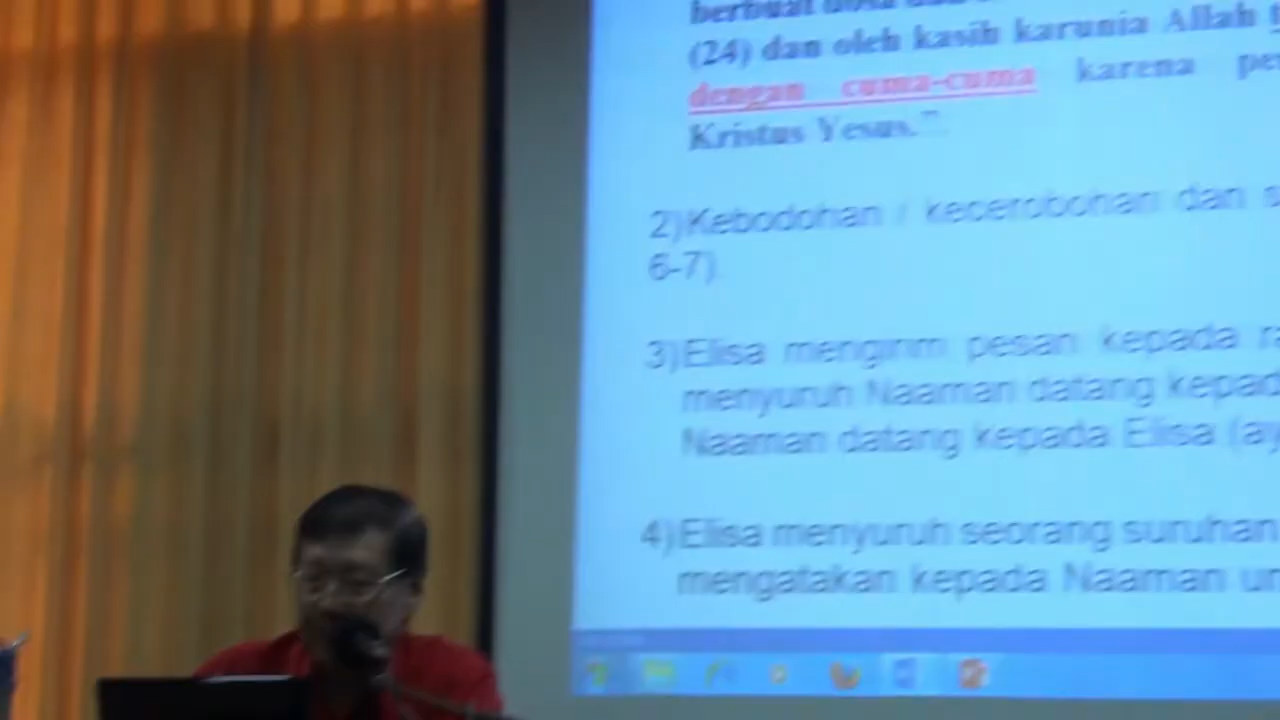 berbuat dosa dan
(24) dan oleh kasih karunia Allah
dengan cuma-cuma karena
Kristus Yesus."
2)Kebodohan / kecerobohan dan
6-7)
3)Elisa mengirim pesan kepada
menyuruh Naaman datang
Naaman datang kepada Elisa
4)Elisa menyuruh seorang suruhan
mengatakan kepada Naaman